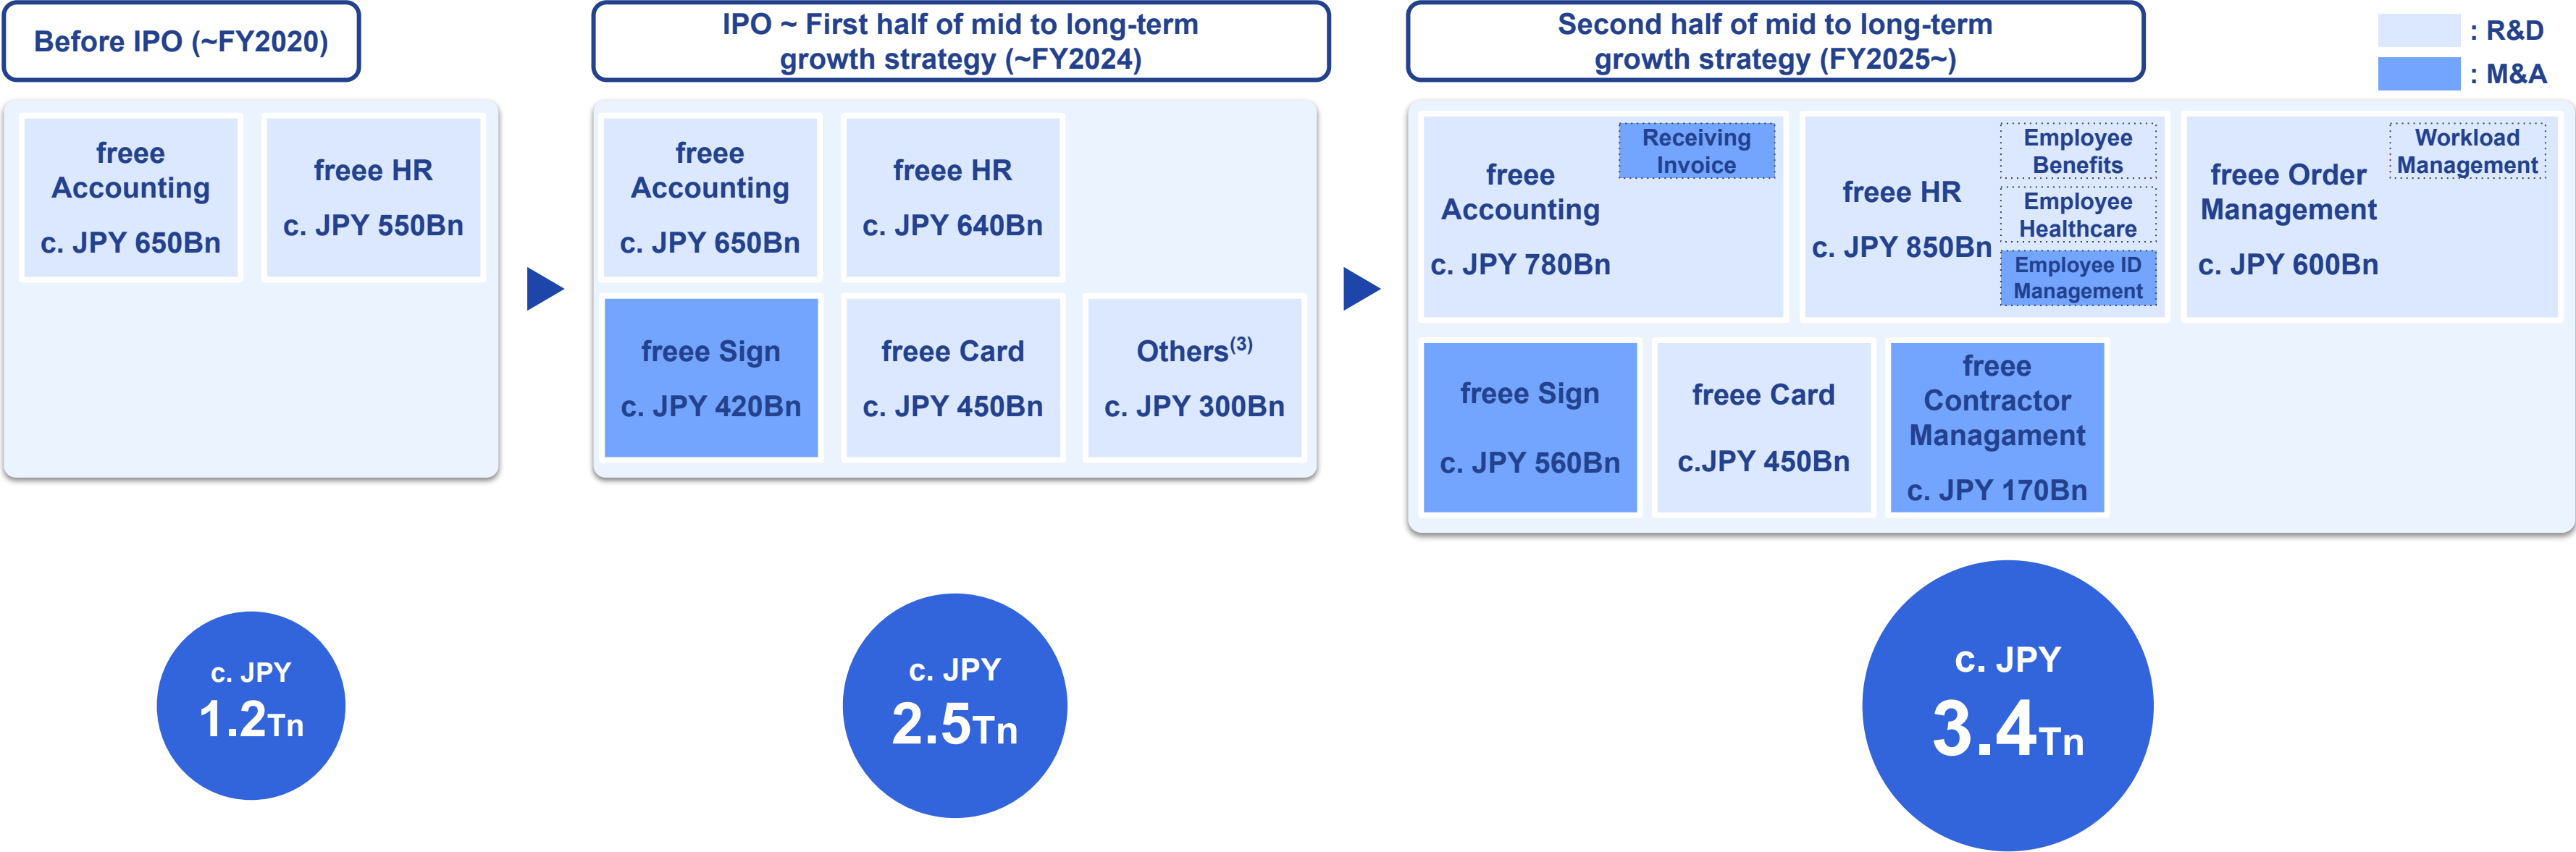 Before IPO (~FY2020)
freee
Accounting
c. JPY 650Bn
freee HR
c. JPY 550Bn
c. JPY
1.2Tn
IPO ~ First half of mid to long-term
growth strategy (~FY2024)
freee
Accounting
c. JPY 650Bn
freee HR
c. JPY 640Bn
freee Sign
c. JPY 420Bn
freee Card
c. JPY 450Bn
Others(3)
c. JPY 300Bn
c. JPY
2.5Tn
Second half of mid to long-term
growth strategy (FY2025~)
: R&D
: M&A
freee
Accounting
c. JPY 780Bn
Receiving
Invoice
freee HR
c. JPY 850Bn
Employee
Benefits
Employee
Healthcare
Employee ID
Management
freee Order
Management
c. JPY 600Bn
Workload
Management
freee Sign
c. JPY 560Bn
freee Card
c.JPY 450Bn
freee
Contractor
Managament
c. JPY 170Bn
c. JPY
3.4Tn